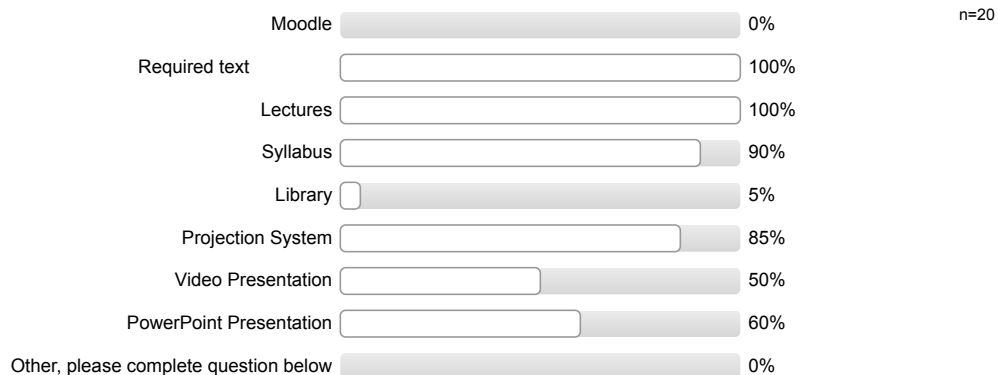 n=20
Moodle 0%
Required text 100%
Lectures 100%
Syllabus 90%
Library 5%
Projection System 85%
Video Presentation 50%
PowerPoint Presentation 60%
Other, please complete question below 0%